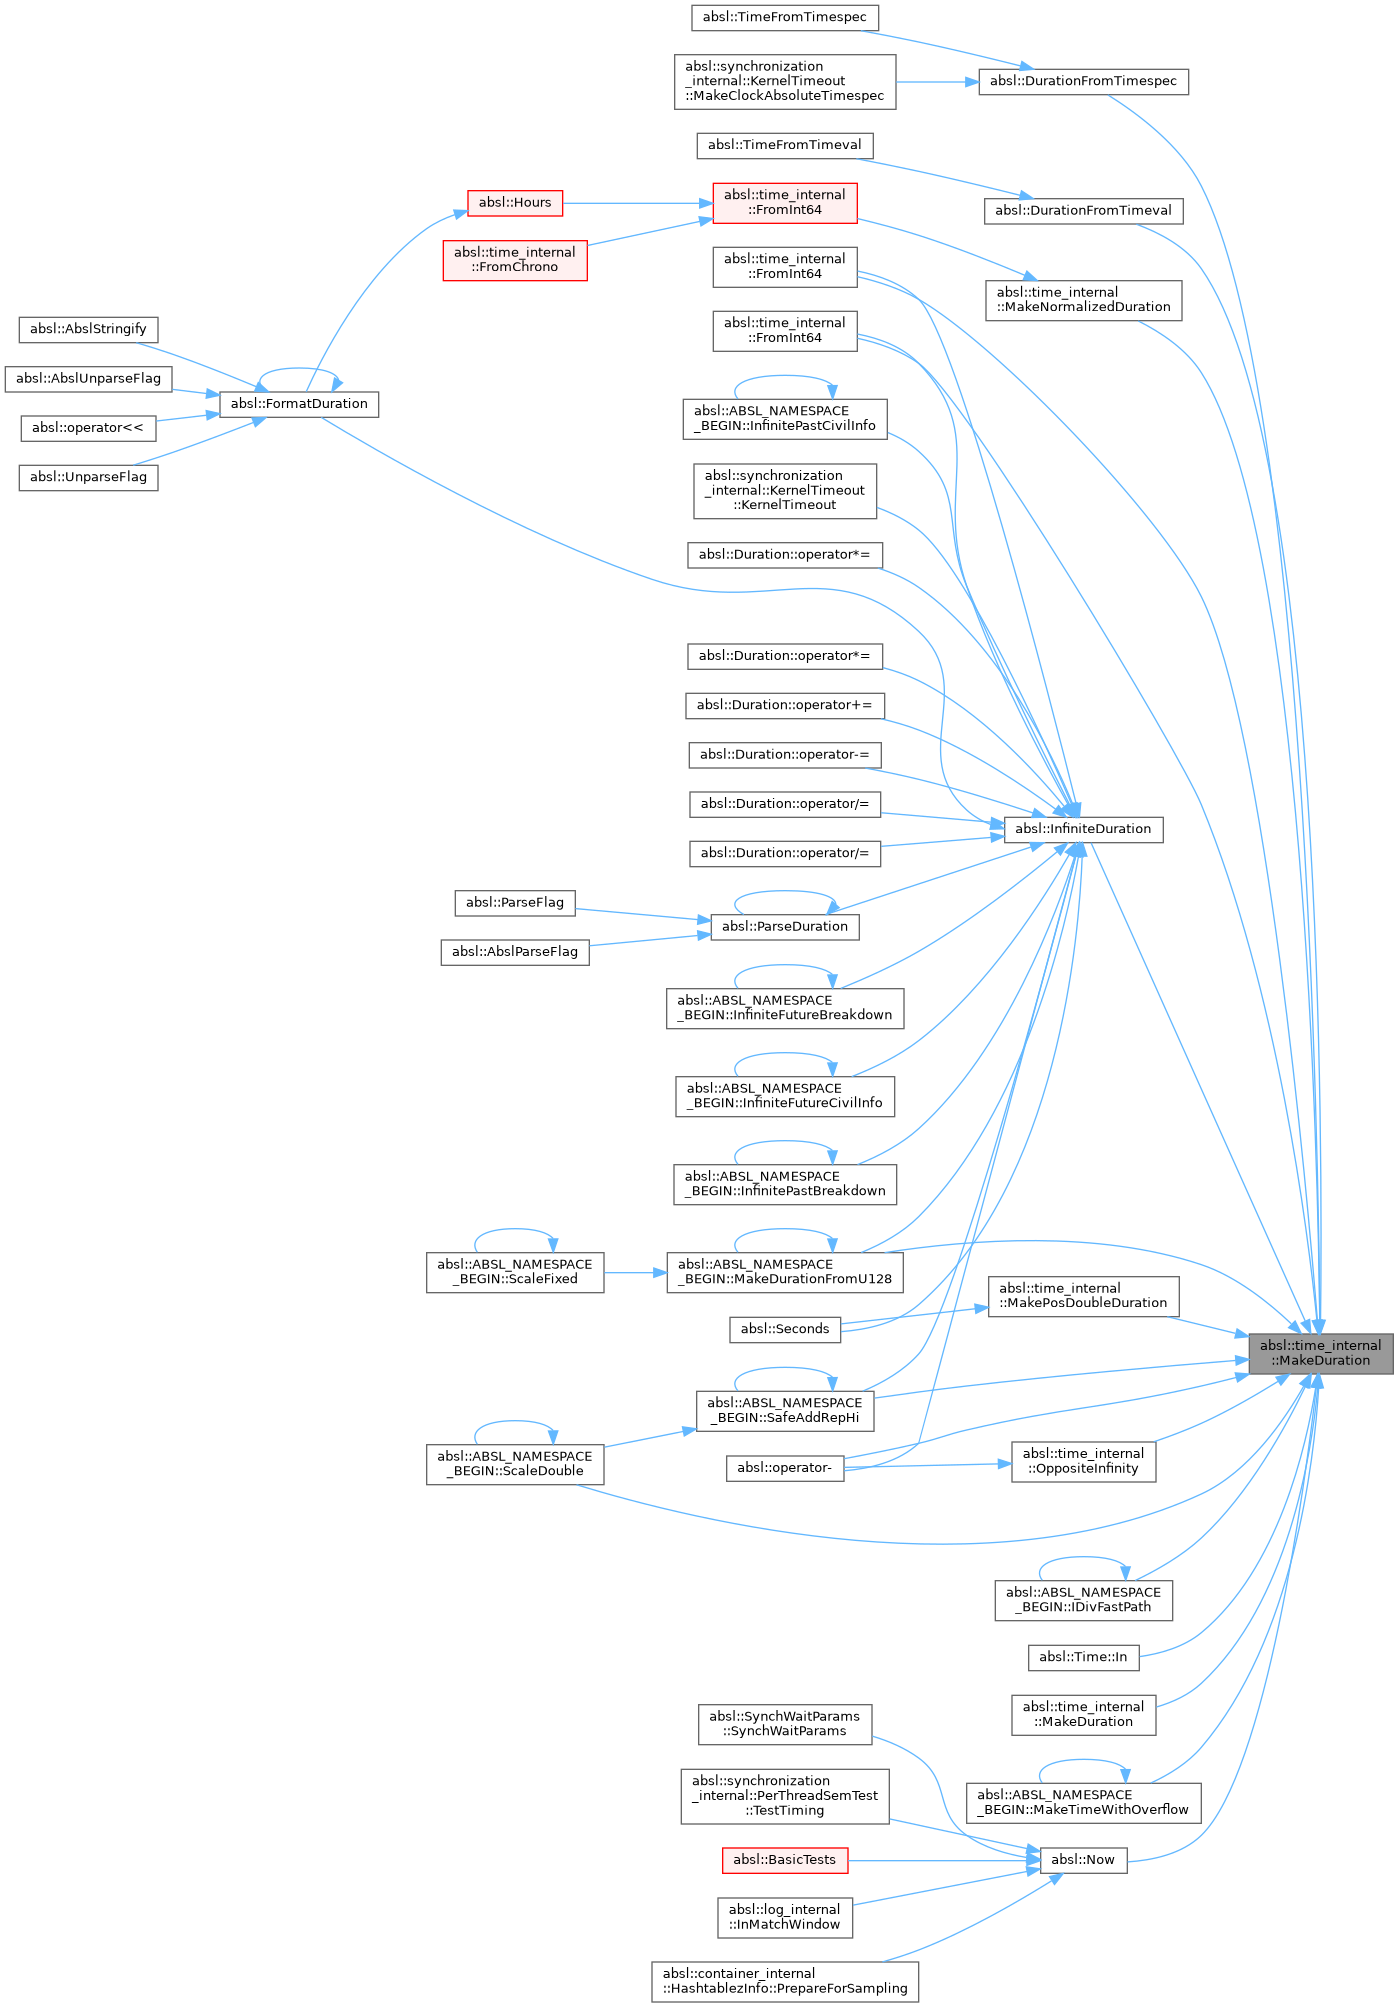 absl::TimeFromTimespec
absl::synchronization
_internal::KernelTimeout
::MakeClockAbsoluteTimespec
absl::DurationFromTimespec
absl::TimeFromTimeval
absl::Hours
absl::time_internal
::FromInt64
absl::DurationFromTimeval
absl::time_internal
::FromChrono
absl::time_internal
::FromInt64
absl::time_internal
::MakeNormalizedDuration
absl::AbslStringify
absl::time_internal
::FromInt64
absl::AbslUnparseFlag
absl::FormatDuration
absl::operator<<
absl::UnparseFlag
absl::ABSL_NAMESPACE
_BEGIN::InfinitePastCivilInfo
absl::synchronization
_internal::KernelTimeout
::KernelTimeout
absl::Duration::operator*=
absl::Duration::operator*=
absl::Duration::operator+=
absl::Duration::operator-=
absl::Duration::operator/=
absl::InfiniteDuration
absl::Duration::operator/=
absl::ParseFlag
absl::ParseDuration
absl::AbslParseFlag
absl::ABSL_NAMESPACE
_BEGIN::InfiniteFutureBreakdown
absl::ABSL_NAMESPACE
_BEGIN::InfiniteFutureCivilInfo
absl::ABSL_NAMESPACE
_BEGIN::InfinitePastBreakdown
absl::ABSL_NAMESPACE
_BEGIN::ScaleFixed
absl::ABSL_NAMESPACE
_BEGIN::MakeDurationFromU128
absl::time_internal
::MakePosDoubleDuration
absl::Seconds
absl::time_internal
::MakeDuration
absl::ABSL_NAMESPACE
_BEGIN::SafeAddRepHi
absl::ABSL_NAMESPACE
_BEGIN::ScaleDouble
absl::operator-
absl::time_internal
::OppositeInfinity
absl::ABSL_NAMESPACE
_BEGIN::IDivFastPath
absl::Time::In
absl::time_internal
::MakeDuration
absl::SynchWaitParams
::SynchWaitParams
absl::synchronization
_internal::PerThreadSemTest
::TestTiming
absl::ABSL_NAMESPACE
_BEGIN::MakeTimeWithOverflow
absl::BasicTests
absl::Now
absl::log_internal
::InMatchWindow
absl::container_internal
::HashtablezInfo::PrepareForSampling